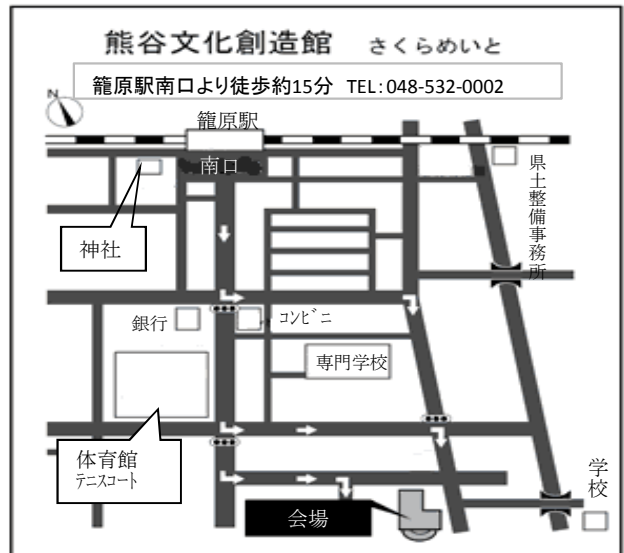 熊谷文化創造館 さくらめいと
籠原駅南口より徒歩約15分 TEL:048-532-0002
N
籠原駅
南口
県土整備事務所
神社
銀行
コンビニ
専門学校
体育館
テニスコート
学校
会場